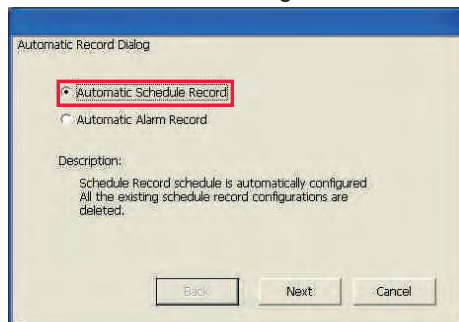 Automatic Record Dialog
Automatic Schedule Record
Automatic Alarm Record
Description:
Schedule Record schedule is automatically configured
All the existing schedule record configurations are
deleted.
Back Next Cancel